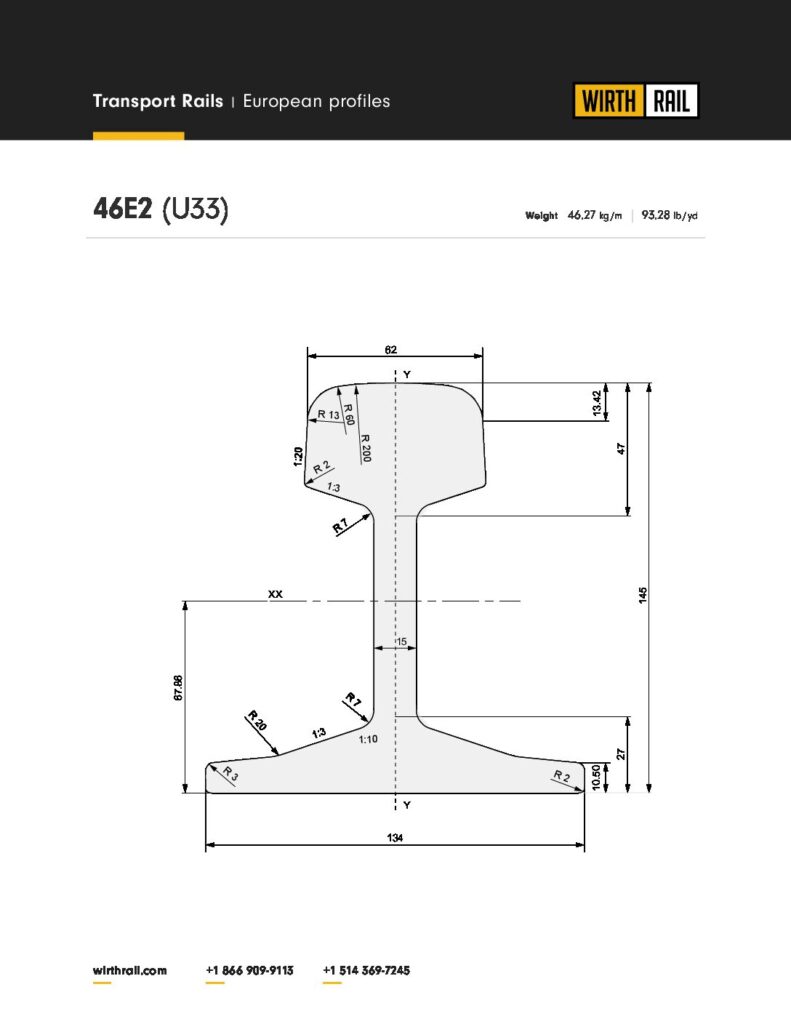 Transport Rails | European profiles
WIRTH RAIL
46E2 (U33)
Weight 46,27 kg/m | 93,28 lb/yd
62
Y
13.42
R 13
R 60
R 200
47
1:20
R 2
1:3
R 7
145
XX
15
67.86
R 7
R 20
1:3
1:10
27
R 3
R 2
10.50
Y
134
wirthrail.com +1 866 909-9113 +1 514 369-7245